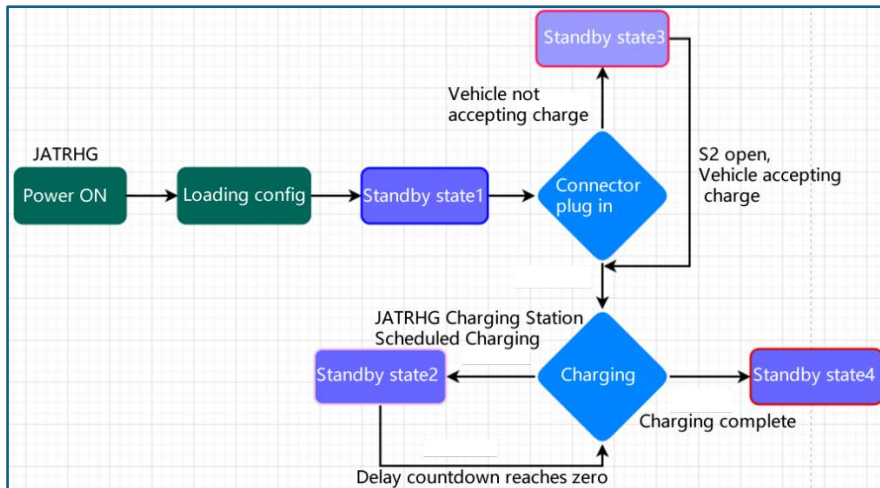 Standby state3
Vehicle not
accepting charge
JATRHG
Power ON
Loading config
Standby state1
Connector
plug in
S2 open,
Vehicle accepting
charge
JATRHG Charging Station
Scheduled Charging
Standby state2
Charging
Standby state4
Charging complete
Delay countdown reaches zero